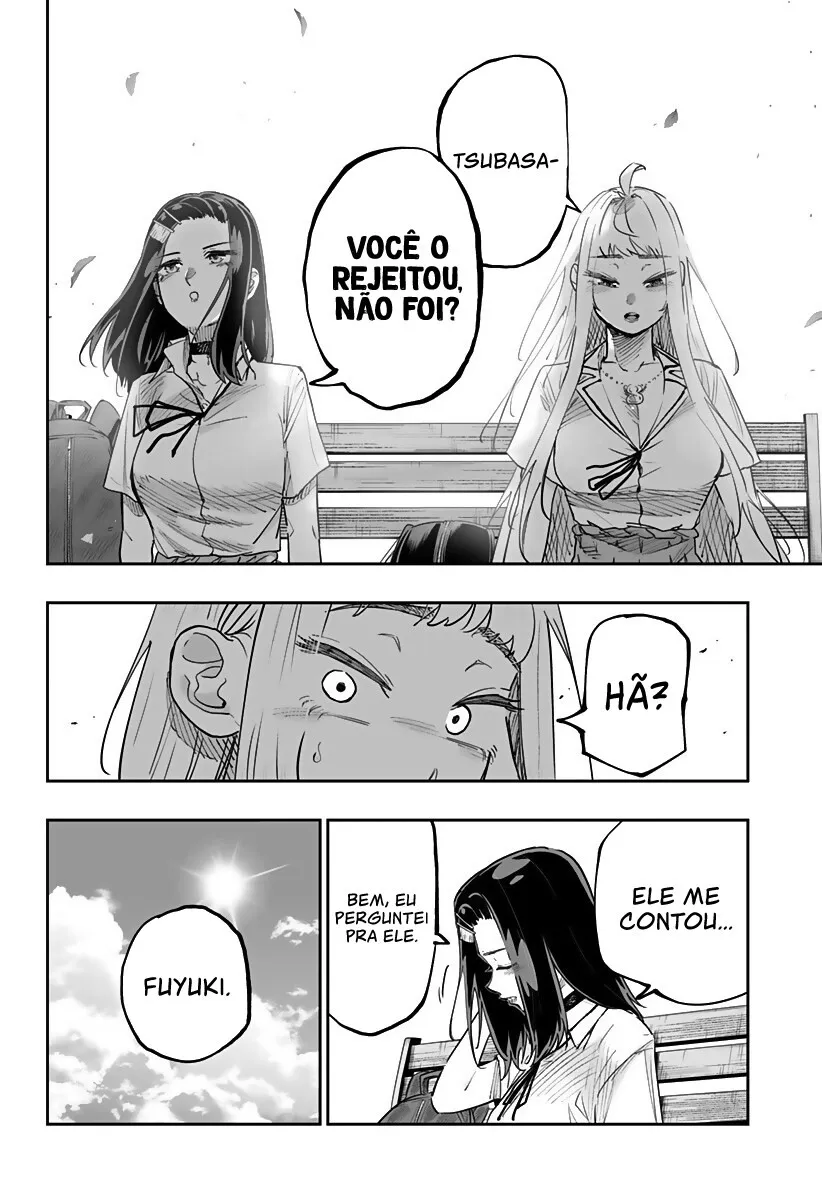 TSUBASA-
VOCÊ O
REJEITOU,
NÃO FOI?
HÃ?
ELE ME
CONTOU...
BEM, EU
PERGUNTEI
PRA ELE.
FUYUKI.